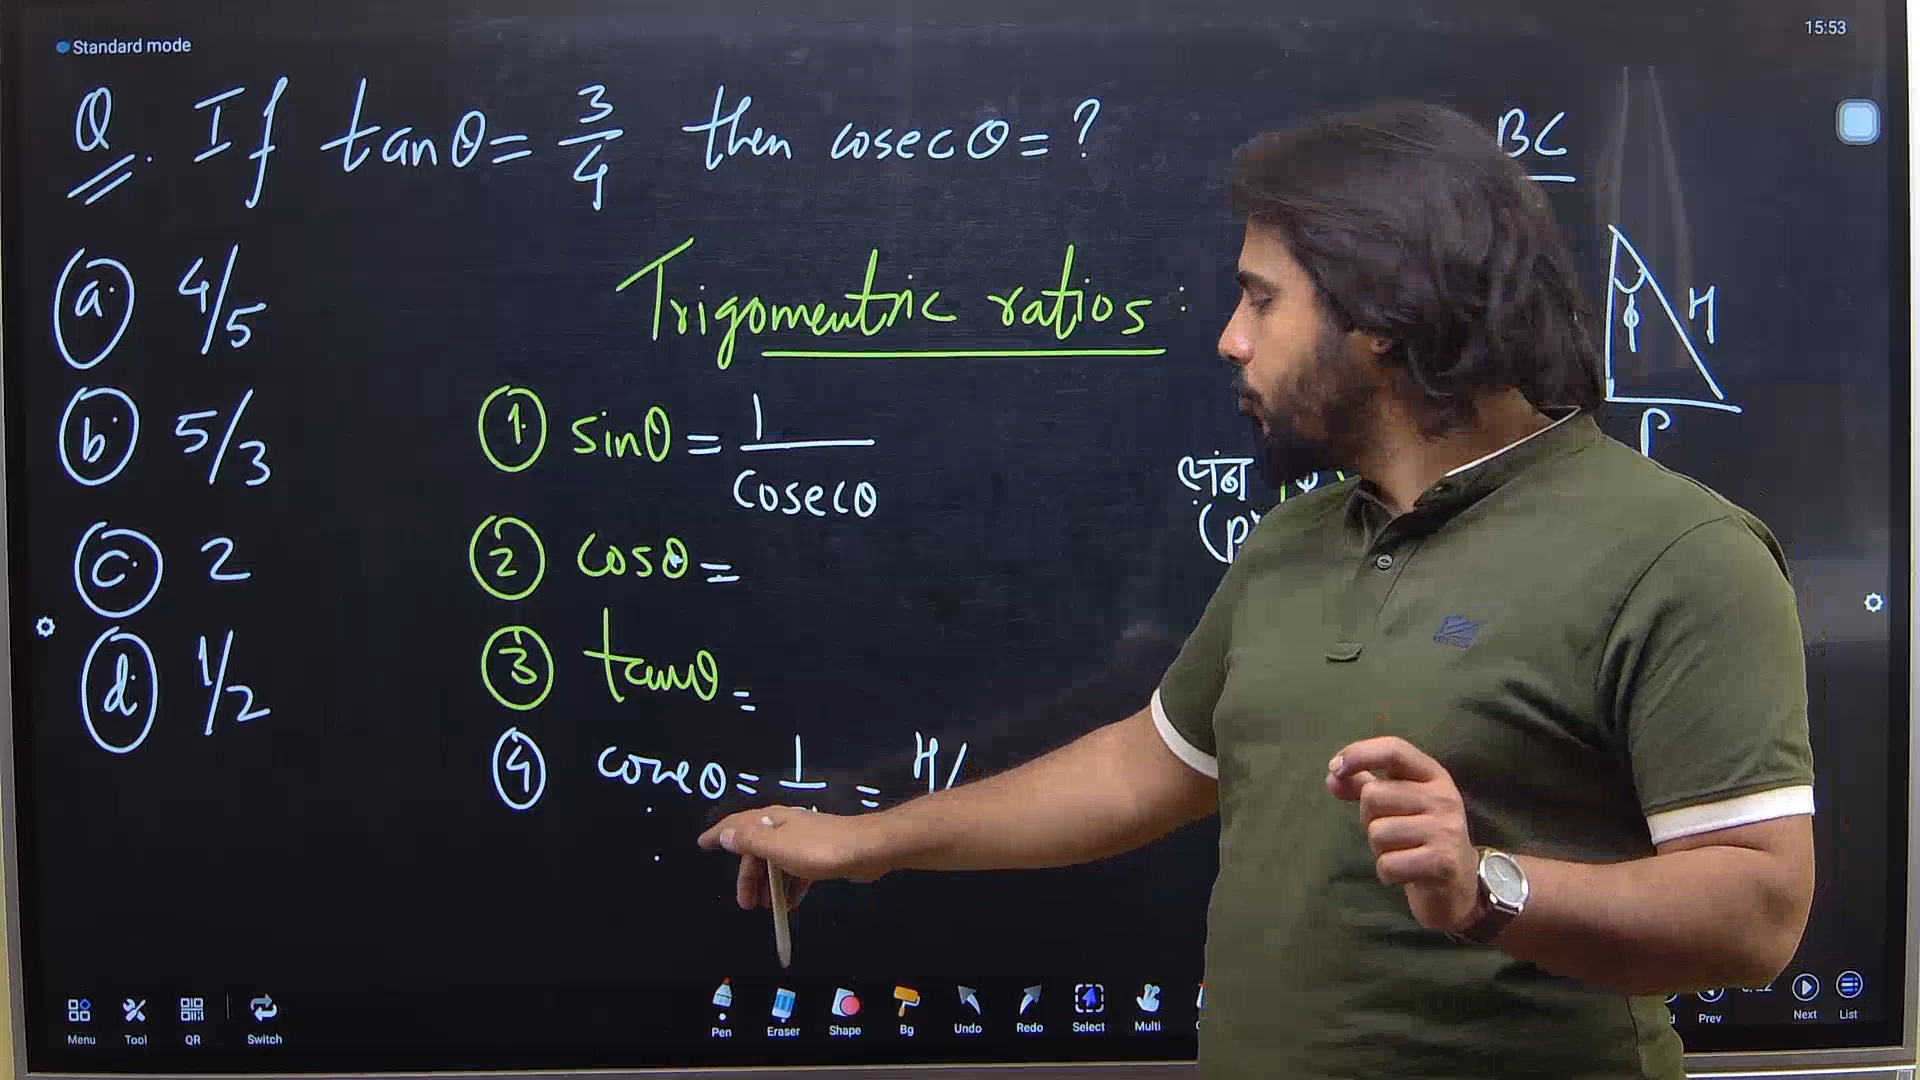 Standard mode
15:53
Q. If tanθ = 3/4 then cosecθ = ?
BC
a 4/5
b 5/3
c 2
d 1/2
Trigomentric ratios:
1 sinθ = 1/cosecθ
2 cosθ =
3 tanθ =
4 θ = 1 = H/
φ H
P
Menu Tool QR Switch Pen Eraser Shape Bg Undo Redo Select Multi Prev Next List